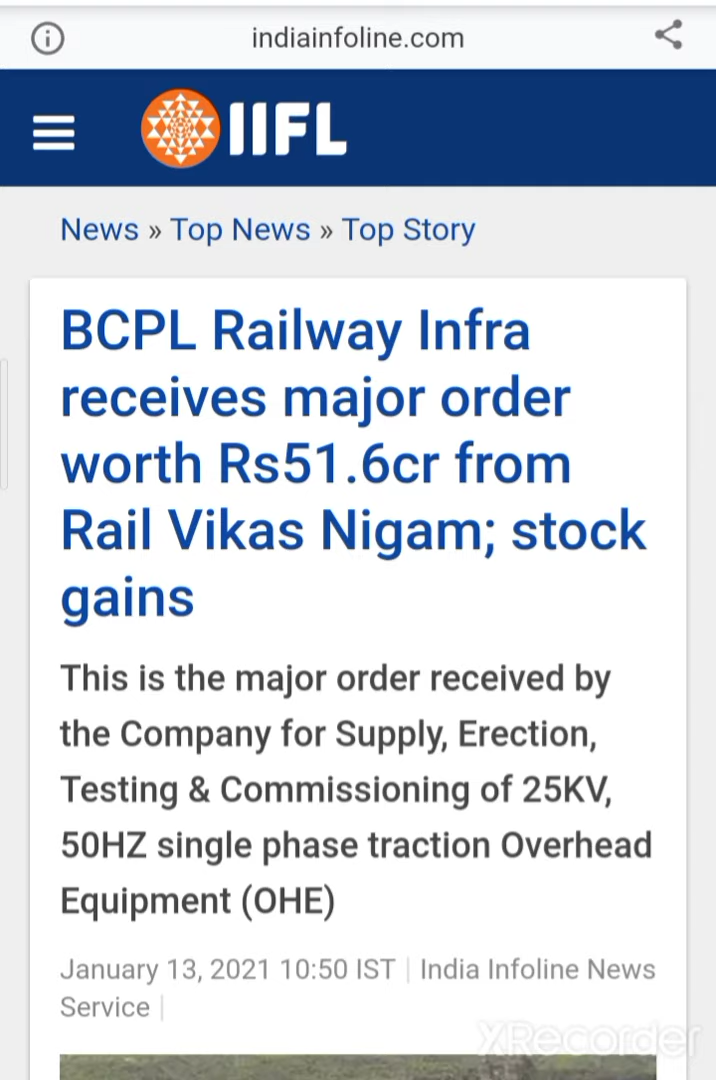 indiainfoline.com
IIFL
News » Top News » Top Story
BCPL Railway Infra
receives major order
worth Rs51.6cr from
Rail Vikas Nigam; stock
gains
This is the major order received by
the Company for Supply, Erection,
Testing & Commissioning of 25KV,
50HZ single phase traction Overhead
Equipment (OHE)
January 13, 2021 10:50 IST | India Infoline News
Service |
XRecorder